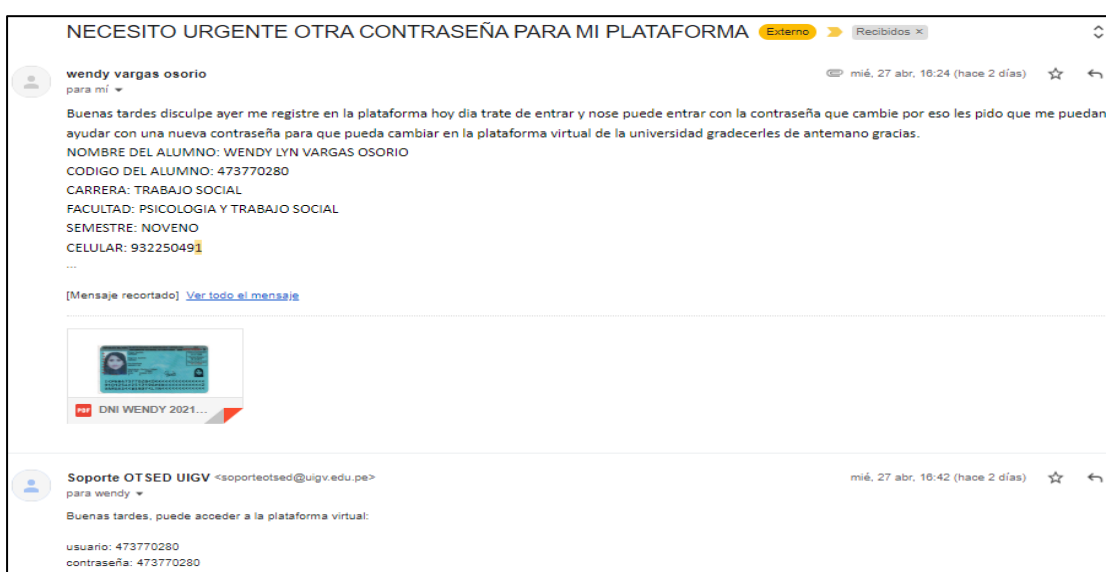 NECESITO URGENTE OTRA CONTRASEÑA PARA MI PLATAFORMA Externo Recibidos ×
wendy vargas osorio mié, 27 abr, 16:24 (hace 2 días)
para mí
Buenas tardes disculpe ayer me registre en la plataforma hoy dia trate de entrar y nose puede entrar con la contraseña que cambie por eso les pido que me puedan
ayudar con una nueva contraseña para que pueda cambiar en la plataforma virtual de la universidad gradecerles de antemano gracias.
NOMBRE DEL ALUMNO: WENDY LYN VARGAS OSORIO
CODIGO DEL ALUMNO: 473770280
CARRERA: TRABAJO SOCIAL
FACULTAD: PSICOLOGIA Y TRABAJO SOCIAL
SEMESTRE: NOVENO
CELULAR: 932250491
...
[Mensaje recortado] Ver todo el mensaje
PDF DNI WENDY 2021...
Soporte OTSED UIGV <soporteotsed@uigv.edu.pe> mié, 27 abr, 16:42 (hace 2 días)
para wendy
Buenas tardes, puede acceder a la plataforma virtual:
usuario: 473770280
contraseña: 473770280